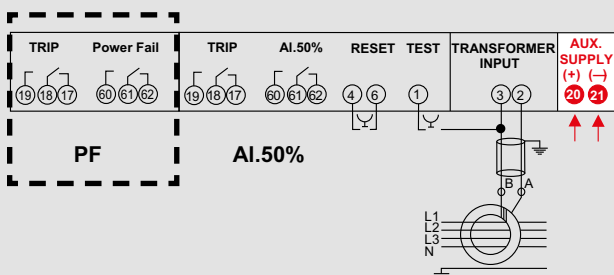 TRIP Power Fail TRIP Al.50% RESET TEST TRANSFORMER INPUT AUX. SUPPLY
(+) (—)
19 18 17 60 61 62 19 18 17 60 61 62 4 6 1 3 2 20 21
PF Al.50%
B A
L1
L2
L3
N